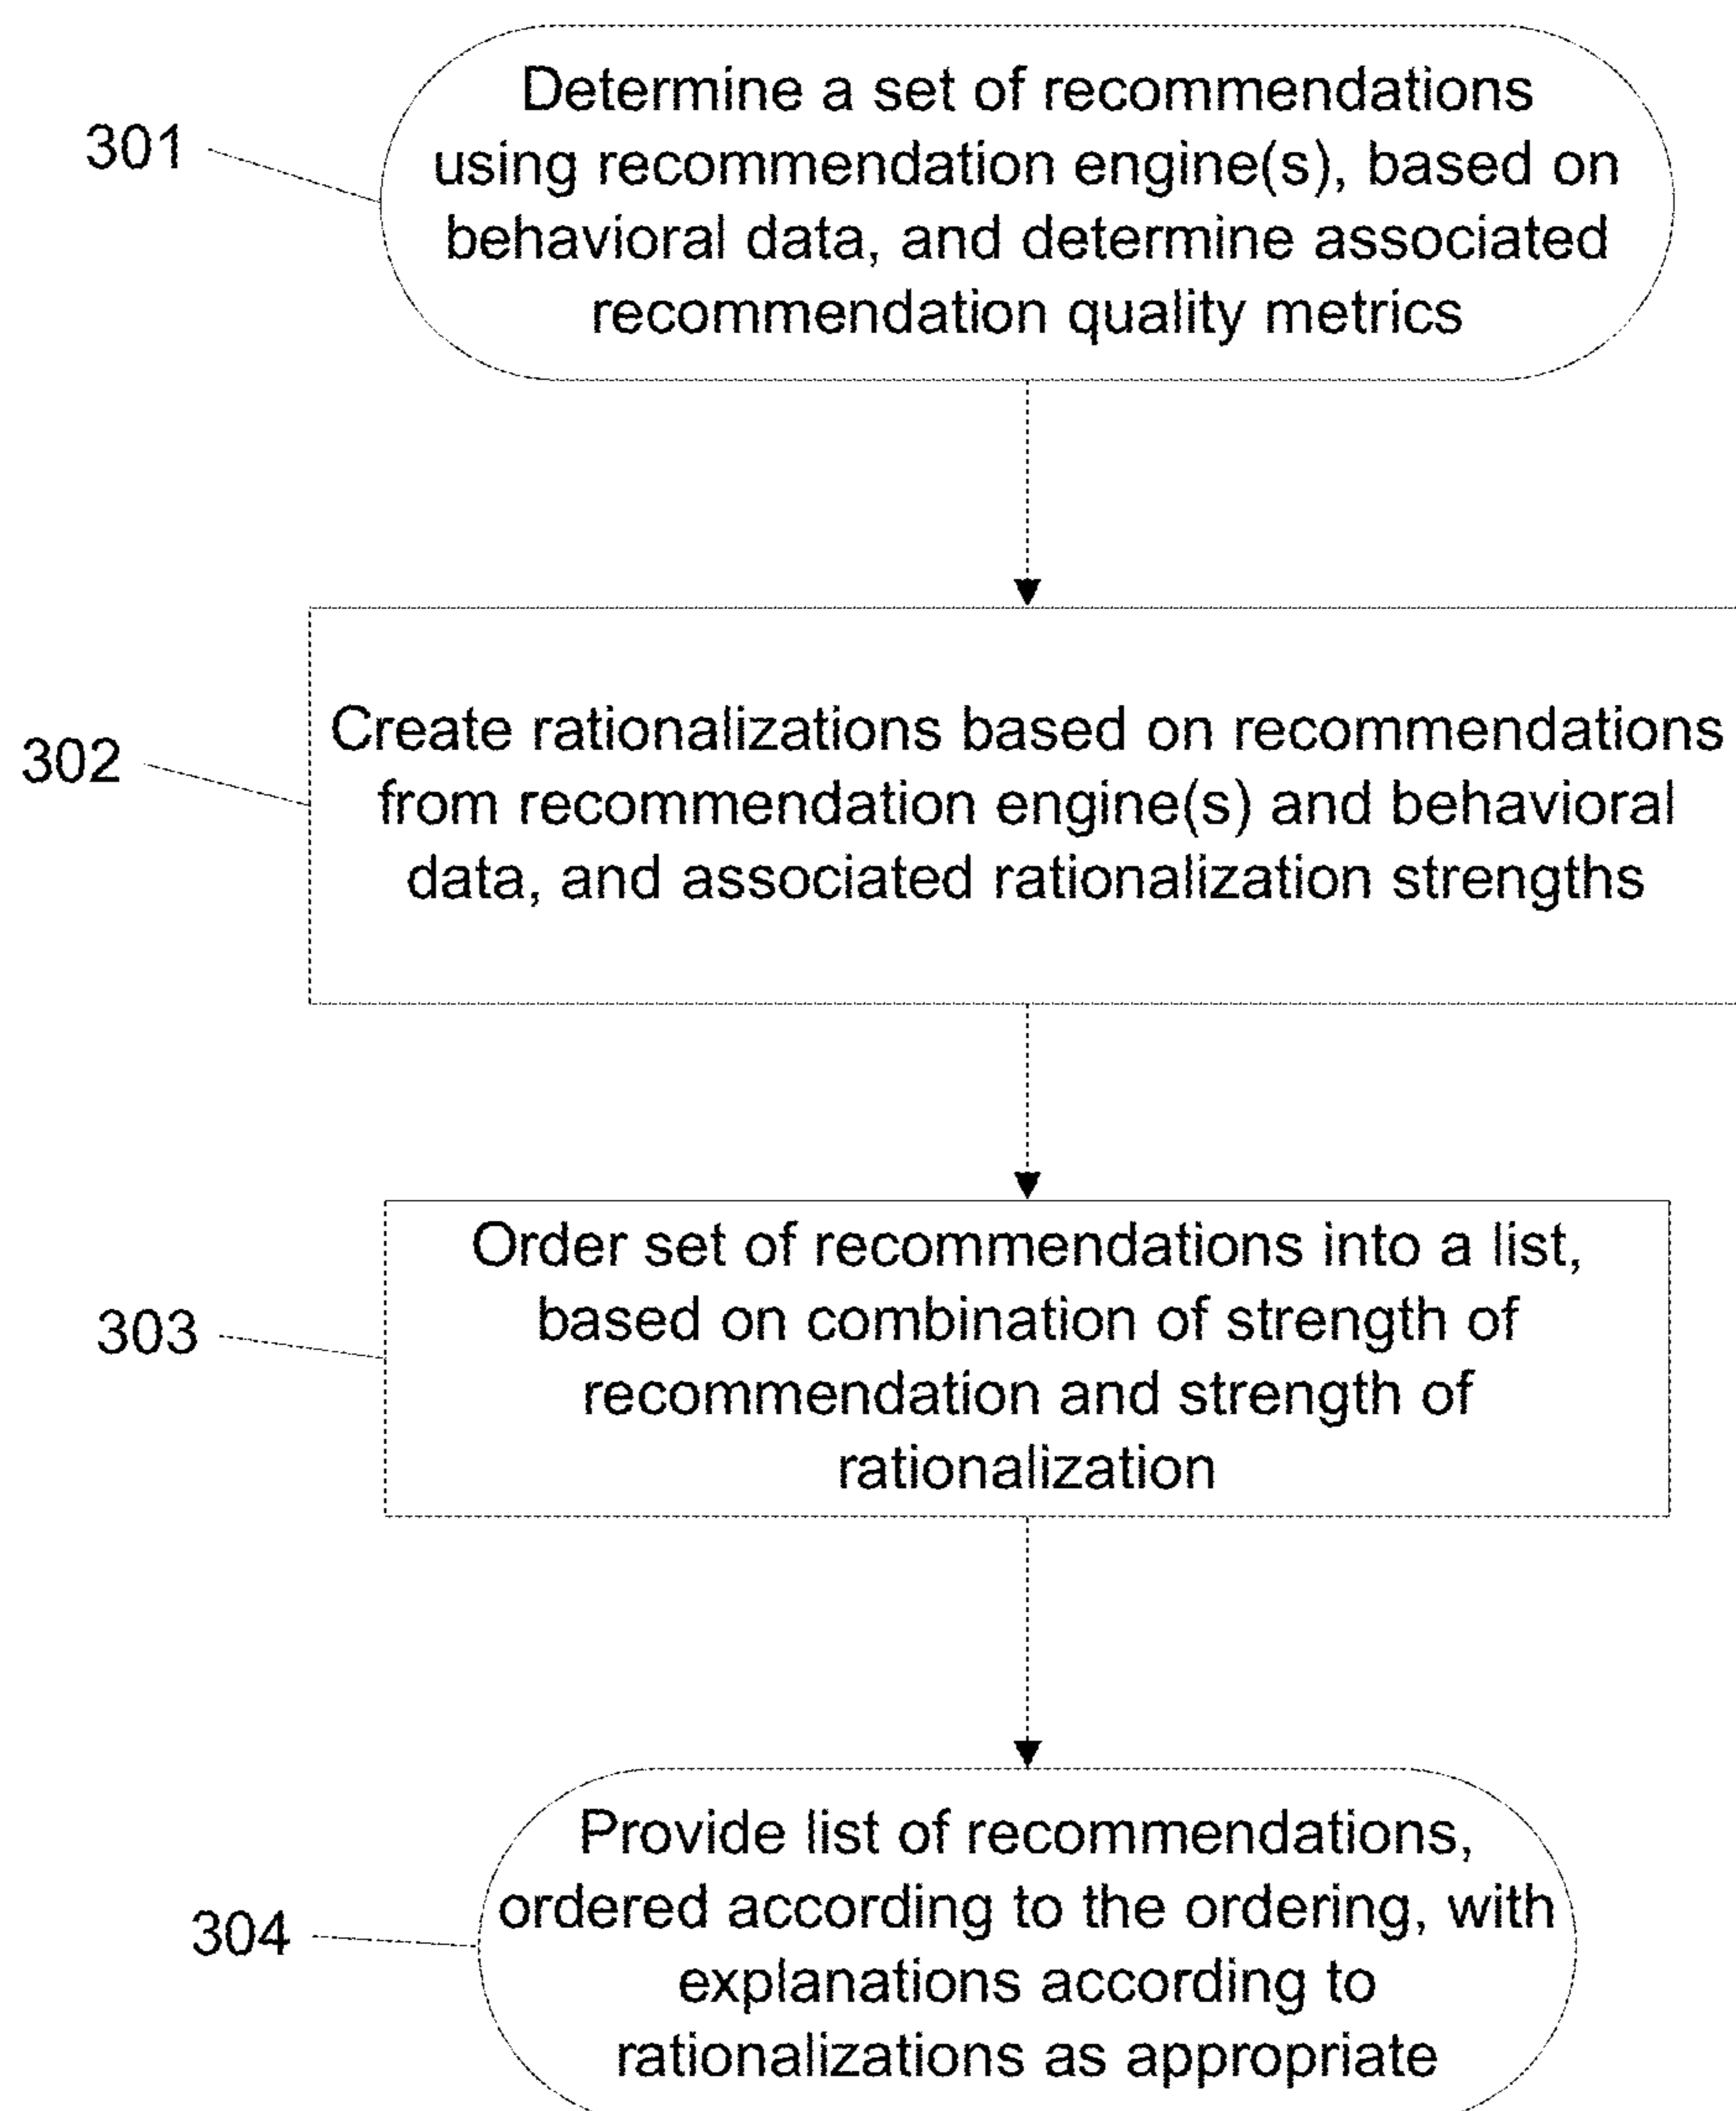 301
Determine a set of recommendations
using recommendation engine(s), based on
behavioral data, and determine associated
recommendation quality metrics
302
Create rationalizations based on recommendations
from recommendation engine(s) and behavioral
data, and associated rationalization strengths
303
Order set of recommendations into a list,
based on combination of strength of
recommendation and strength of
rationalization
304
Provide list of recommendations,
ordered according to the ordering, with
explanations according to
rationalizations as appropriate